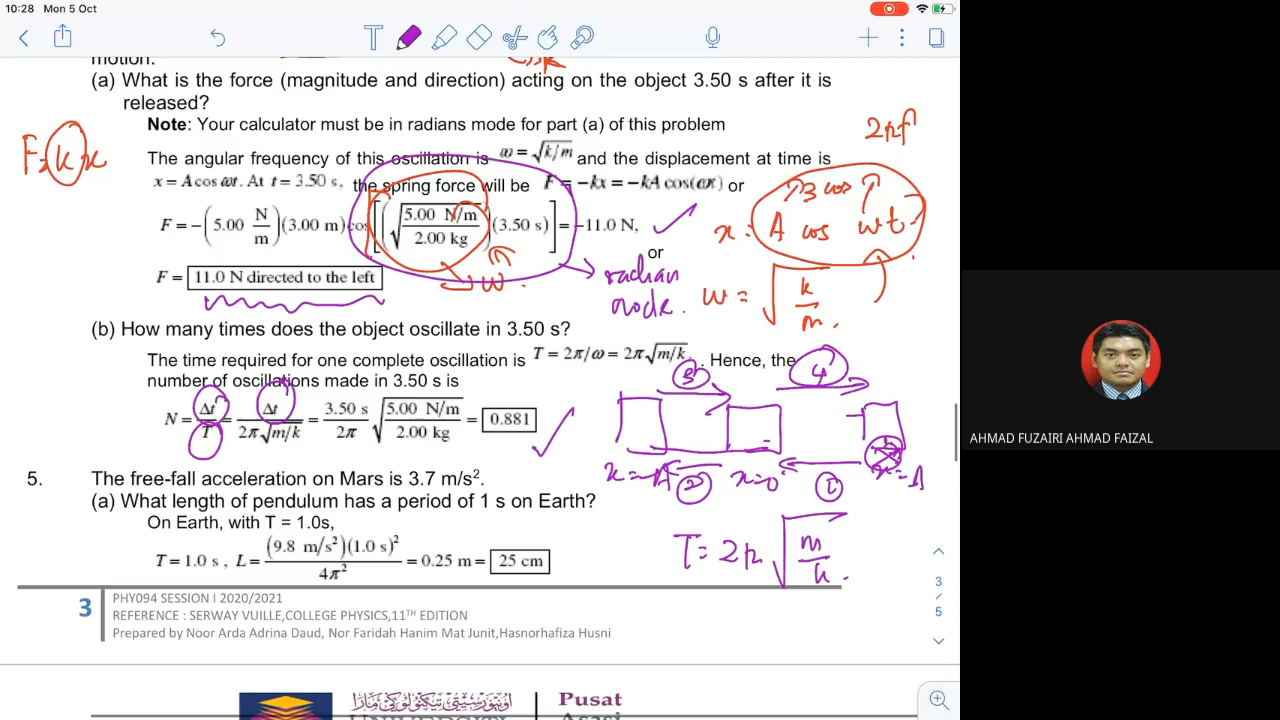 10:28 Mon 5 Oct
motion.
(a) What is the force (magnitude and direction) acting on the object 3.50 s after it is
released?
Note: Your calculator must be in radians mode for part (a) of this problem
2πf
F = kx
The angular frequency of this oscillation is ω = √k/m and the displacement at time is
x = A cos ωt. At t = 3.50 s, the spring force will be F = −kx = −kA cos(ωt) or
3 cos
F = −(5.00 N/m)(3.00 m)cos[(√5.00 N/m / 2.00 kg)(3.50 s)] = −11.0 N,
x = A cos ωt
or
F = 11.0 N directed to the left
ω
radian
mode.
ω = √k/m
(b) How many times does the object oscillate in 3.50 s?
The time required for one complete oscillation is T = 2π/ω = 2π√m/k. Hence, the
number of oscillations made in 3.50 s is
3
4
N = Δt/T = Δt/2π√m/k = 3.50 s/2π √5.00 N/m / 2.00 kg = 0.881
x = -A
2
x = 0
1
x = A
5. The free-fall acceleration on Mars is 3.7 m/s².
(a) What length of pendulum has a period of 1 s on Earth?
On Earth, with T = 1.0s,
T = 1.0 s, L = (9.8 m/s²)(1.0 s)²/4π² = 0.25 m = 25 cm
T = 2π √m/k
3
PHY094 SESSION I 2020/2021
REFERENCE : SERWAY VUILLE,COLLEGE PHYSICS,11TH EDITION
Prepared by Noor Arda Adrina Daud, Nor Faridah Hanim Mat Junit,Hasnorhafiza Husni
3
/
5
Pusat
AHMAD FUZAIRI AHMAD FAIZAL